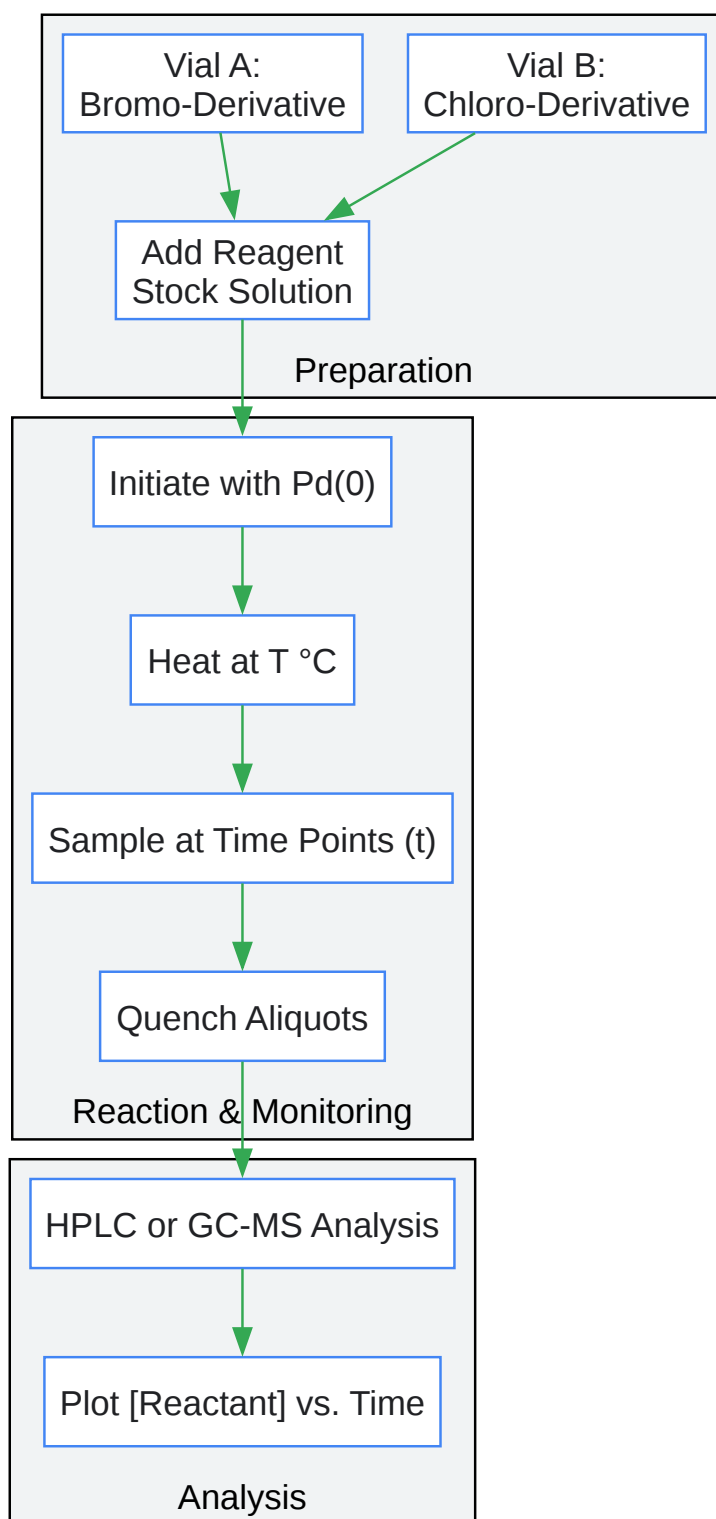 Vial A:
Bromo-Derivative
Vial B:
Chloro-Derivative
Add Reagent
Stock Solution
Preparation
Initiate with Pd(0)
Heat at T °C
Sample at Time Points (t)
Quench Aliquots
Reaction & Monitoring
HPLC or GC-MS Analysis
Plot [Reactant] vs. Time
Analysis